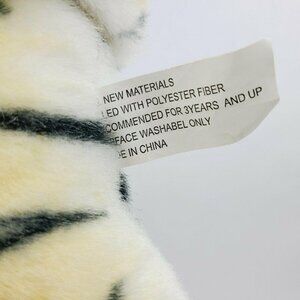 NEW MATERIALS
LED WITH POLYESTER FIBER
COMMENDED FOR 3YEARS AND UP
FACE WASHABEL ONLY
DE IN CHINA